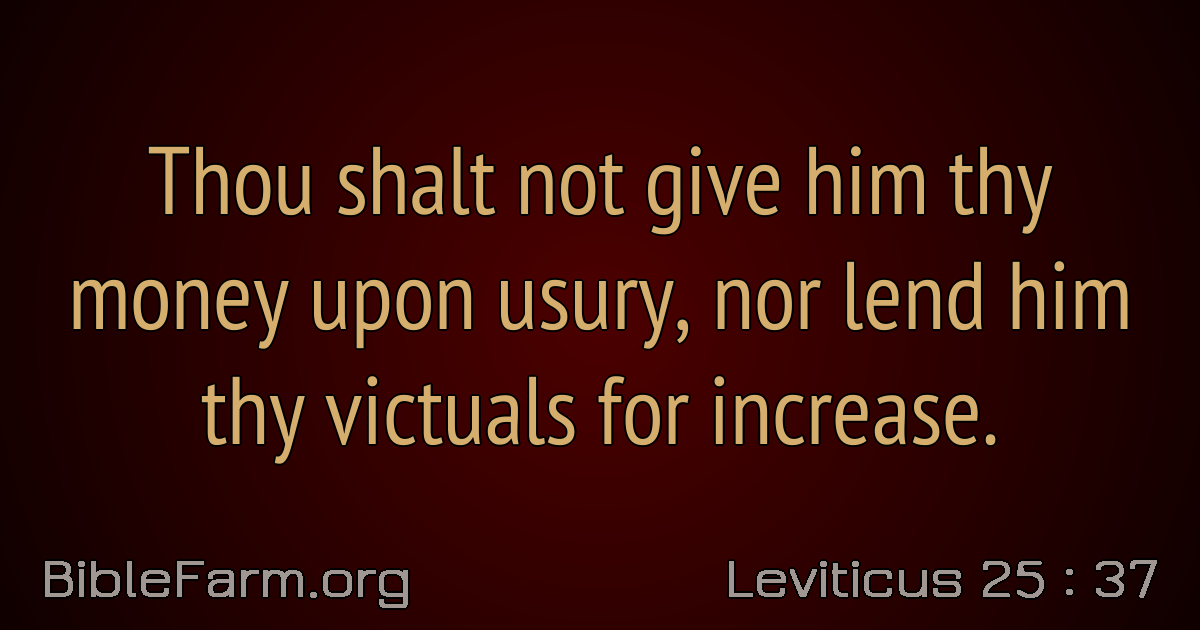 Thou shalt not give him thy
money upon usury, nor lend him
thy victuals for increase.
BibleFarm.org
Leviticus 25 : 37